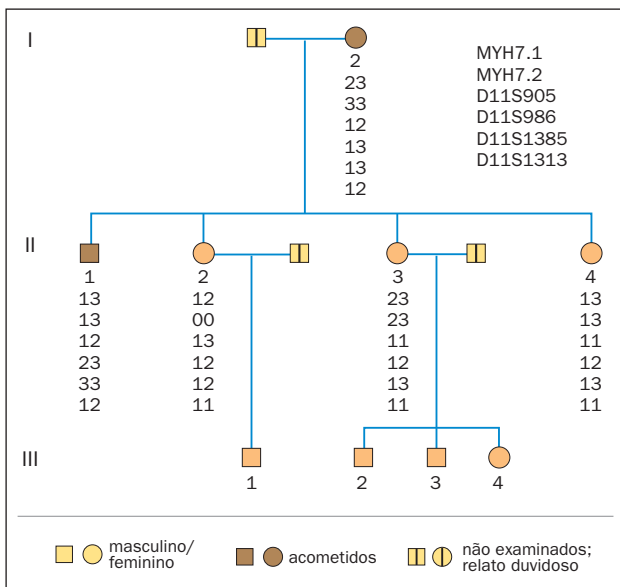 I
2
23
33
12
13
13
12
MYH7.1
MYH7.2
D11S905
D11S986
D11S1385
D11S1313
II
1 2 3 4
13 12 23 13
13 00 23 13
12 13 11 11
23 12 12 12
33 12 13 13
12 11 11 11
III
1 2 3 4
masculino/
feminino
acometidos
não examinados;
relato duvidoso